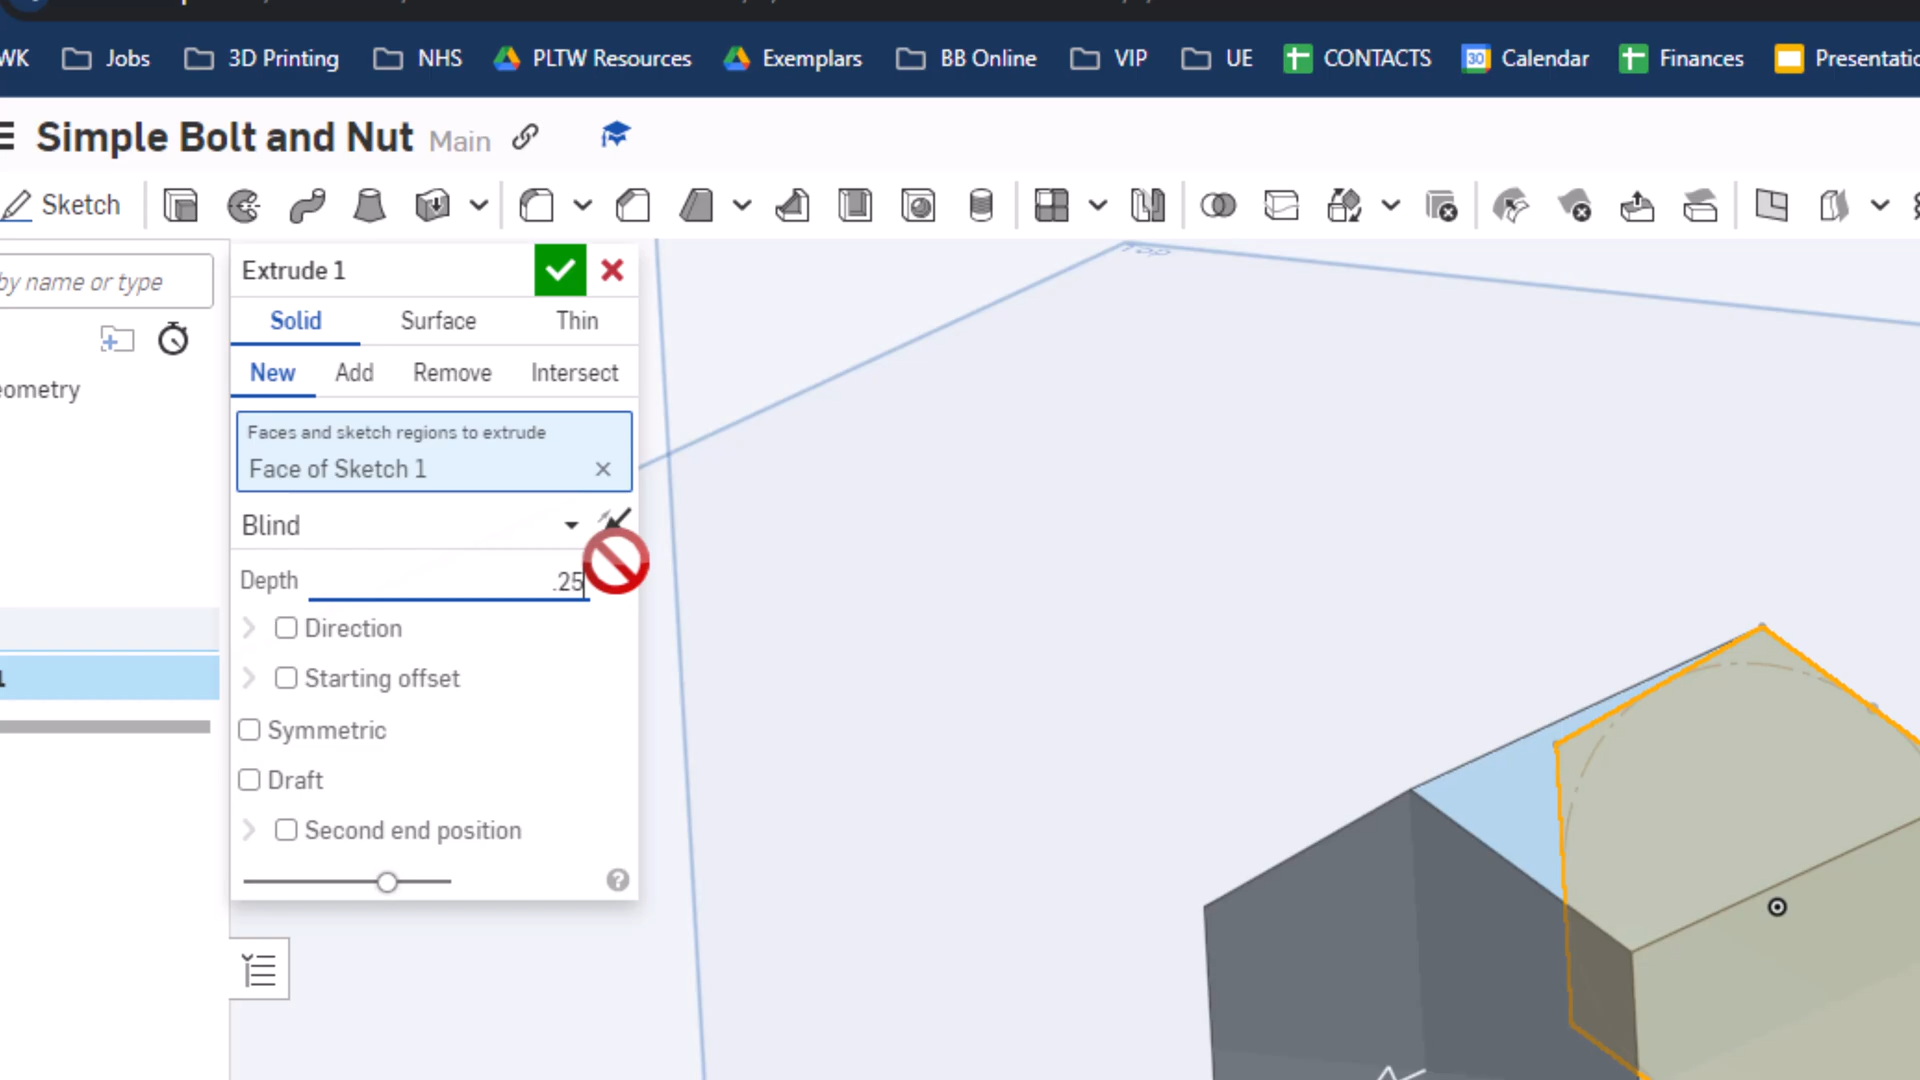 WK Jobs 3D Printing NHS PLTW Resources Exemplars BB Online VIP UE CONTACTS 30 Calendar Finances Presentatio
Simple Bolt and Nut Main
Sketch
Top
by name or type
Extrude 1
Solid Surface Thin
New Add Remove Intersect
eometry
Faces and sketch regions to extrude
Face of Sketch 1
Blind
Depth .25
Direction
Starting offset
1
Symmetric
Draft
Second end position